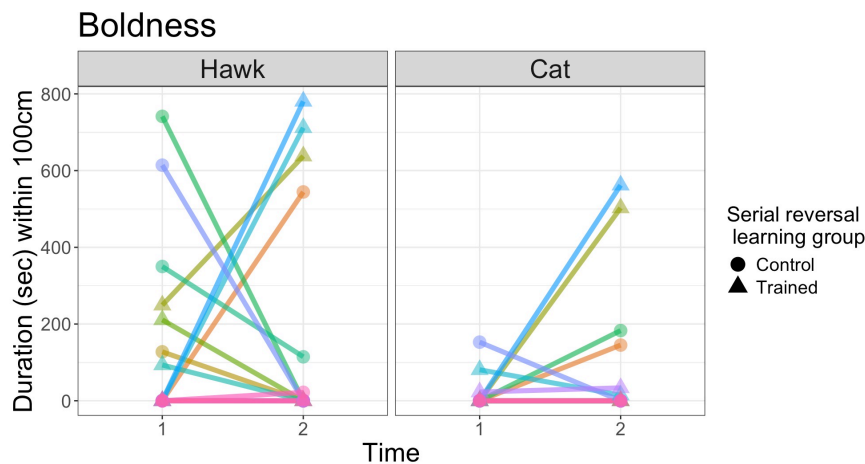 Boldness
Hawk
Cat
Duration (sec) within 100cm
800
600
400
200
0
1
2
1
2
Time
Serial reversal
learning group
Control
Trained